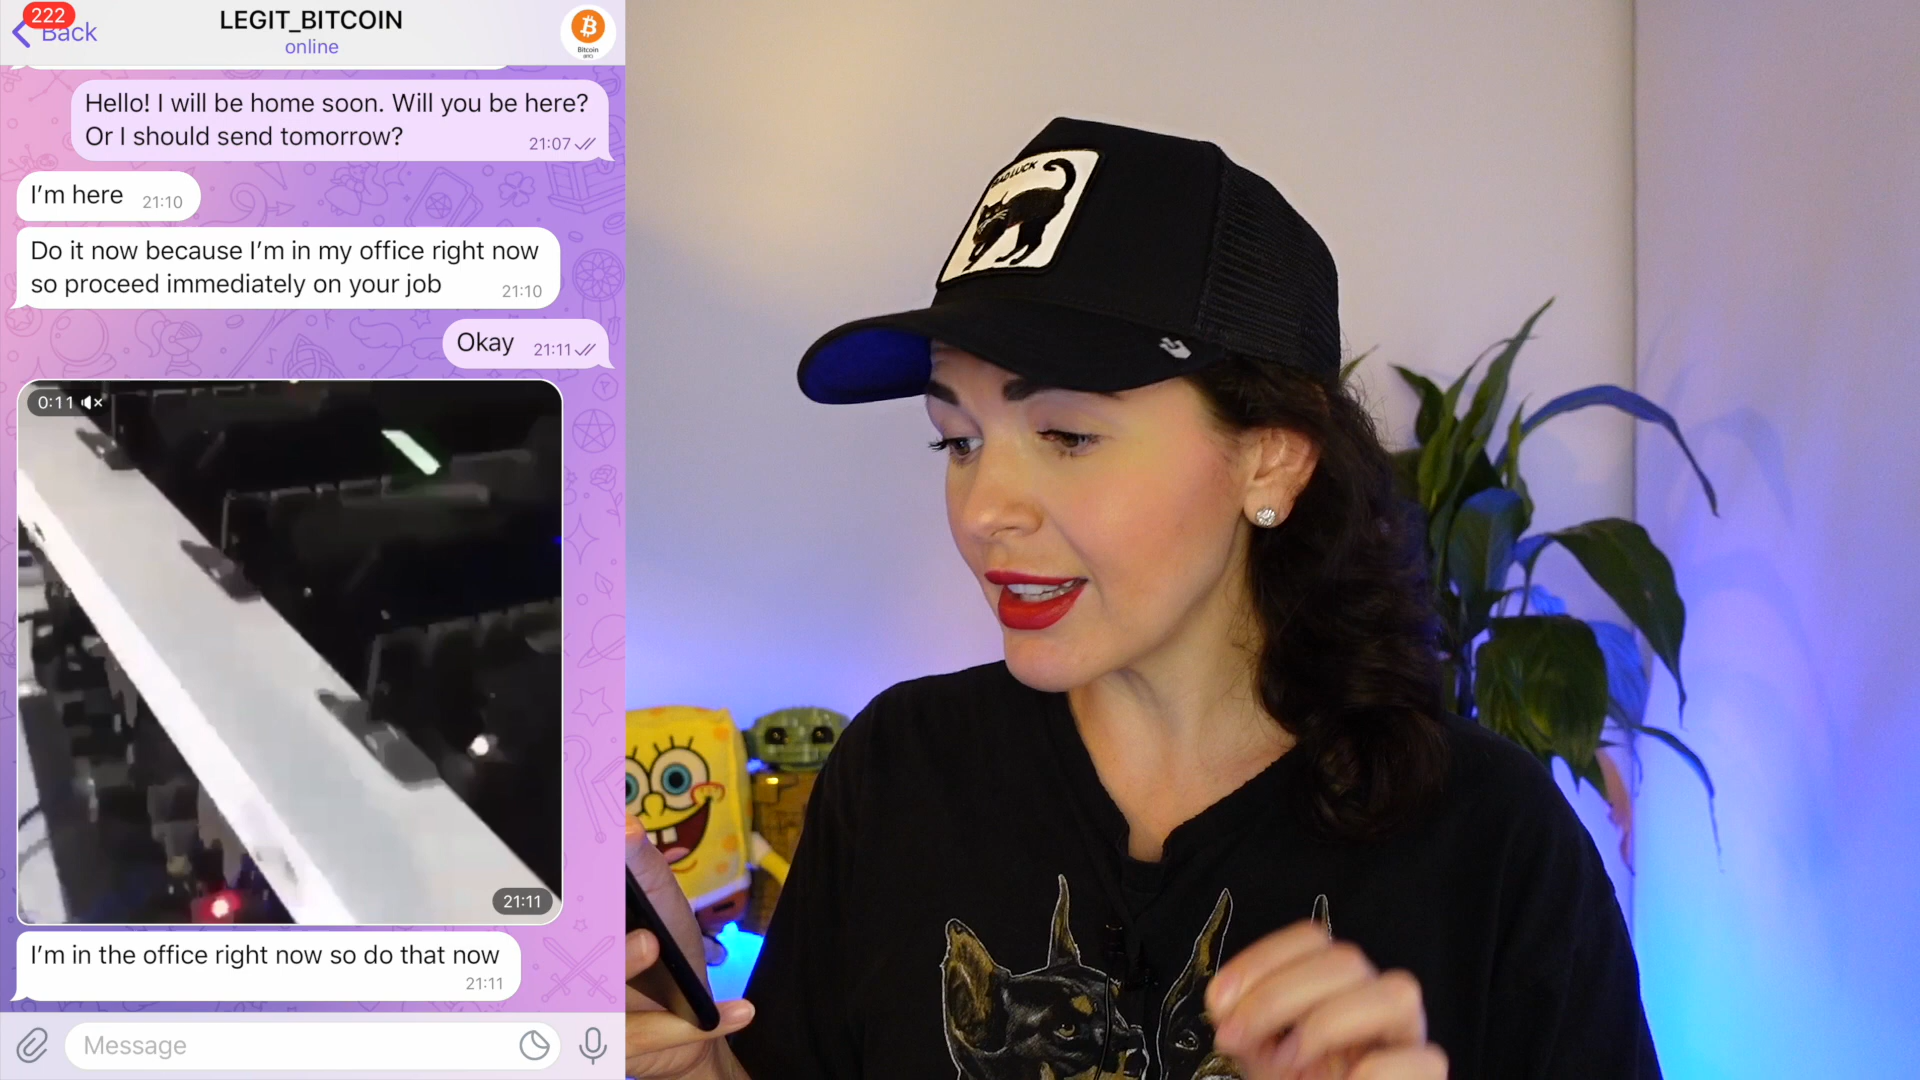 222
Back
LEGIT_BITCOIN
online
Bitcoin
Hello! I will be home soon. Will you be here?
Or I should send tomorrow?
21:07
I’m here
21:10
Do it now because I’m in my office right now
so proceed immediately on your job
21:10
Okay
21:11
0:11
21:11
I’m in the office right now so do that now
21:11
Message
BAD LUCK